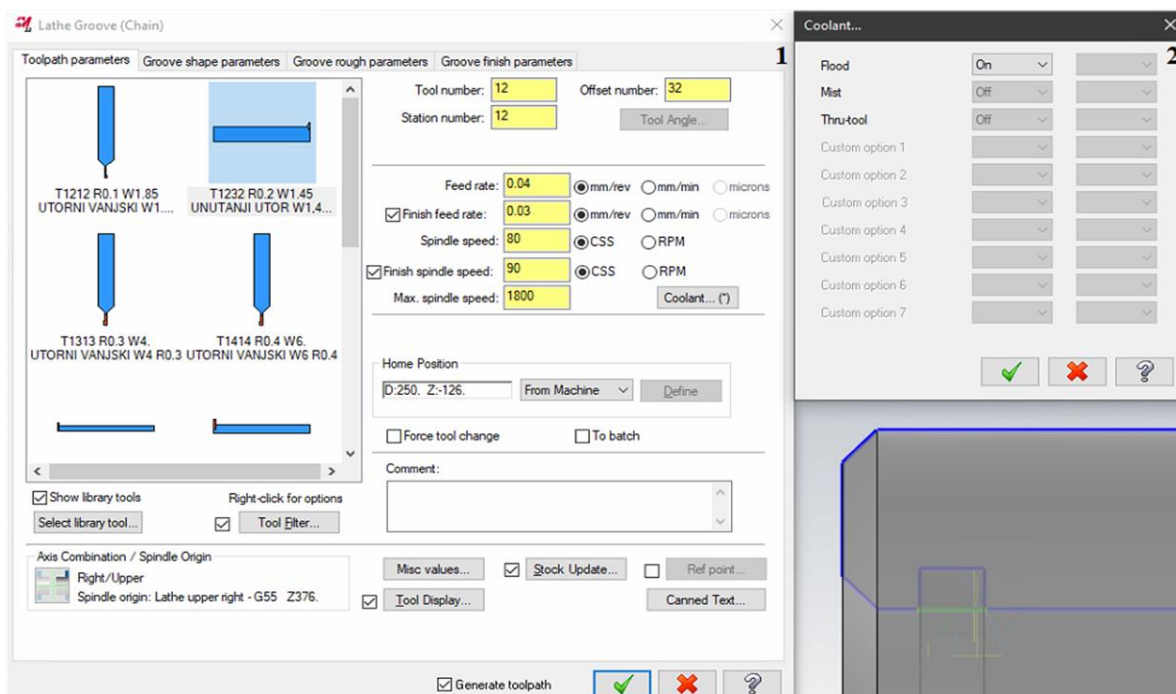 Lathe Groove (Chain)
Toolpath parameters
Groove shape parameters
Groove rough parameters
Groove finish parameters
1
T1212 R0.1 W1.85
UTORNI VANJSKI W1....
T1232 R0.2 W1.45
UNUTANJI UTOR W1,4...
T1313 R0.3 W4.
UTORNI VANJSKI W4 R0.3
T1414 R0.4 W6.
UTORNI VANJSKI W6 R0.4
Show library tools
Right-click for options
Select library tool...
Tool Filter...
Tool number: 12
Offset number: 32
Station number: 12
Tool Angle...
Feed rate: 0.04 mm/rev mm/min microns
Finish feed rate: 0.03 mm/rev mm/min microns
Spindle speed: 80 CSS RPM
Finish spindle speed: 90 CSS RPM
Max. spindle speed: 1800
Coolant... (*)
Home Position
D:250. Z:-126.
From Machine
Define
Force tool change
To batch
Comment:
Axis Combination / Spindle Origin
Right/Upper
Spindle origin: Lathe upper right - G55 Z376.
Misc values...
Stock Update...
Ref point...
Tool Display...
Canned Text...
Generate toolpath
Coolant...
2
Flood On
Mist Off
Thru-tool Off
Custom option 1
Custom option 2
Custom option 3
Custom option 4
Custom option 5
Custom option 6
Custom option 7